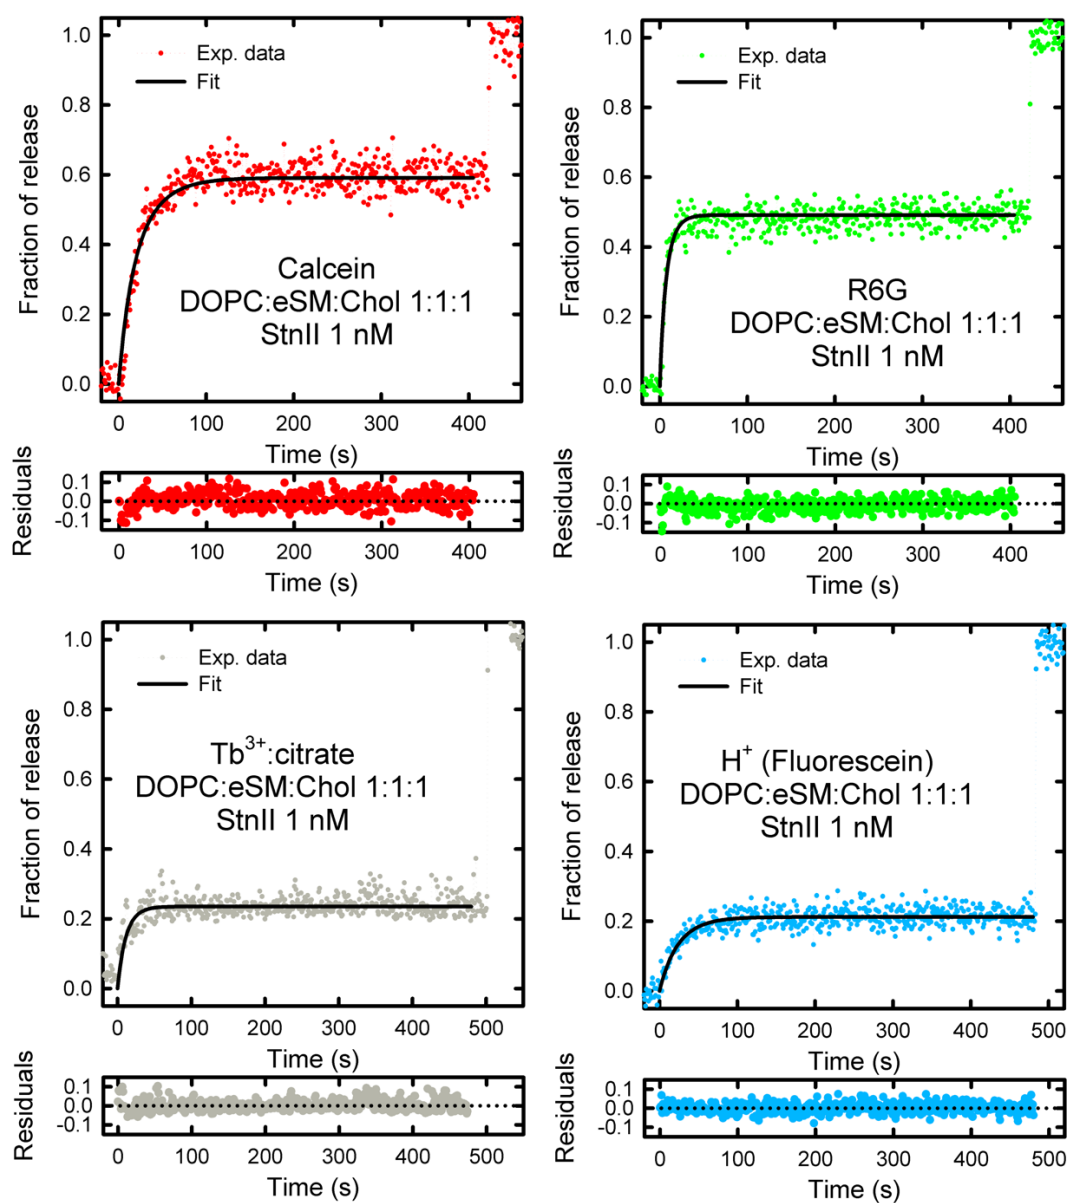 Fraction of release
1.0
0.8
0.6
0.4
0.2
0.0
Exp. data
Fit
Calcein
DOPC:eSM:Chol 1:1:1
StnII 1 nM
0 100 200 300 400
Time (s)
Residuals
0.1
0.0
-0.1
0 100 200 300 400
Time (s)
Fraction of release
1.0
0.8
0.6
0.4
0.2
0.0
Exp. data
Fit
R6G
DOPC:eSM:Chol 1:1:1
StnII 1 nM
0 100 200 300 400
Time (s)
Residuals
0.1
0.0
-0.1
0 100 200 300 400
Time (s)
Fraction of release
1.0
0.8
0.6
0.4
0.2
0.0
Exp. data
Fit
Tb³⁺:citrate
DOPC:eSM:Chol 1:1:1
StnII 1 nM
0 100 200 300 400 500
Time (s)
Residuals
0.1
0.0
-0.1
0 100 200 300 400 500
Time (s)
Fraction of release
1.0
0.8
0.6
0.4
0.2
0.0
Exp. data
Fit
H⁺ (Fluorescein)
DOPC:eSM:Chol 1:1:1
StnII 1 nM
0 100 200 300 400 500
Time (s)
Residuals
0.1
0.0
-0.1
0 100 200 300 400 500
Time (s)